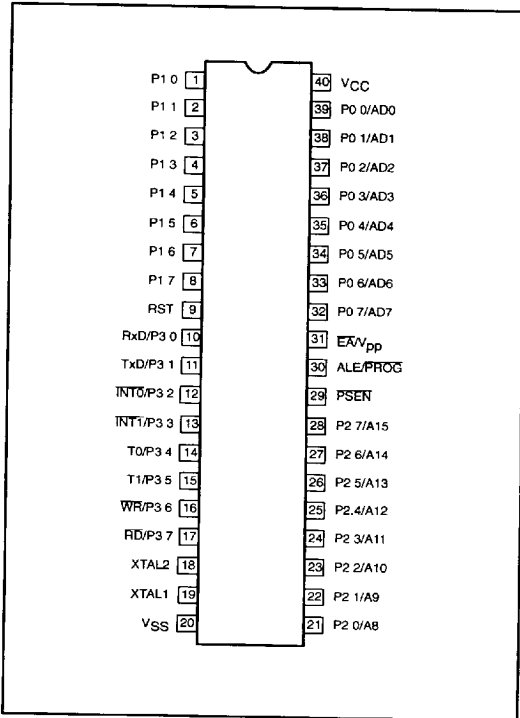 P1 0 1
P1 1 2
P1 2 3
P1 3 4
P1 4 5
P1 5 6
P1 6 7
P1 7 8
RST 9
RxD/P3 0 10
TxD/P3 1 11
INT0/P3 2 12
INT1/P3 3 13
T0/P3 4 14
T1/P3 5 15
WR/P3 6 16
RD/P3 7 17
XTAL2 18
XTAL1 19
VSS 20
40 VCC
39 P0 0/AD0
38 P0 1/AD1
37 P0 2/AD2
36 P0 3/AD3
35 P0 4/AD4
34 P0 5/AD5
33 P0 6/AD6
32 P0 7/AD7
31 EA/Vpp
30 ALE/PROG
29 PSEN
28 P2 7/A15
27 P2 6/A14
26 P2 5/A13
25 P2.4/A12
24 P2 3/A11
23 P2 2/A10
22 P2 1/A9
21 P2 0/A8